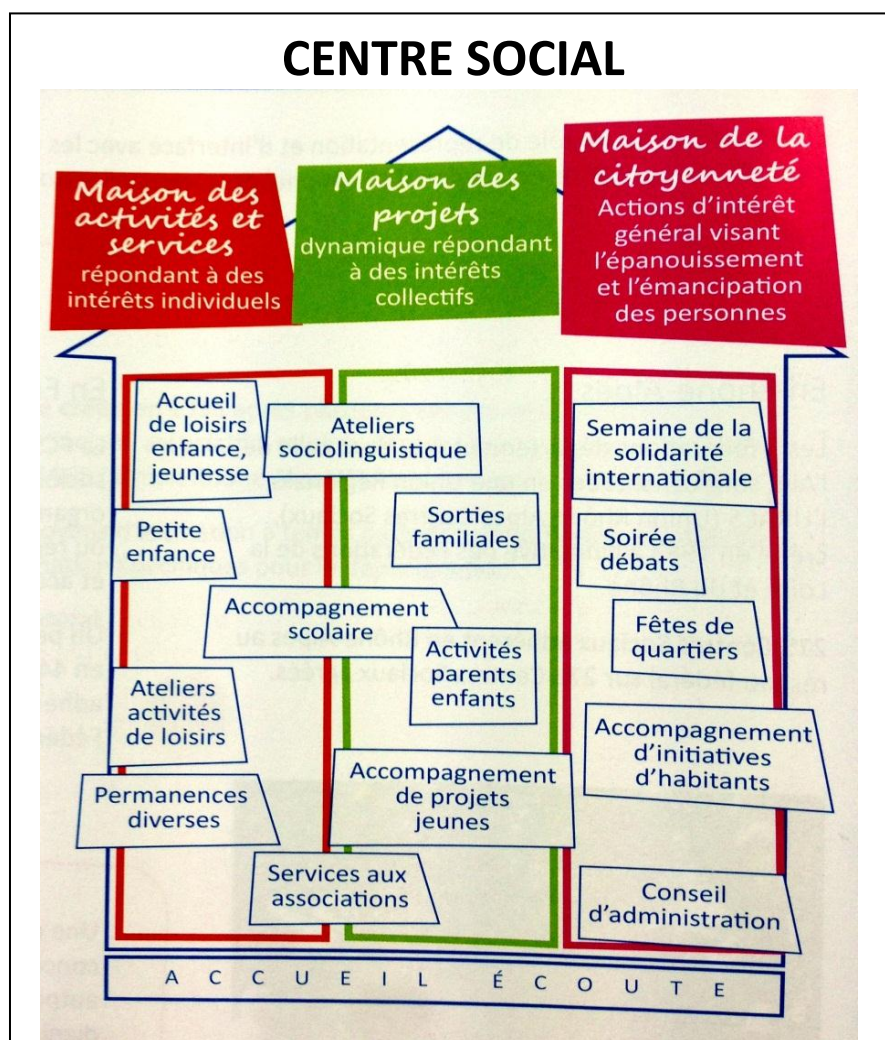 CENTRE SOCIAL
Maison des
activités et
services
répondant à des
intérêts individuels
Maison des
projets
dynamique répondant
à des intérêts
collectifs
Maison de la
citoyenneté
Actions d'intérêt
général visant
l'épanouissement
et l'émancipation
des personnes
Accueil
de loisirs
enfance,
jeunesse
Ateliers
sociolinguistique
Semaine de la
solidarité
internationale
Petite
enfance
Sorties
familiales
Soirée
débats
Accompagnement
scolaire
Fêtes de
quartiers
Activités
parents
enfants
Ateliers
activités
de loisirs
Accompagnement
d'initiatives
d'habitants
Permanences
diverses
Accompagnement
de projets
jeunes
Services aux
associations
Conseil
d'administration
ACCUEIL ÉCOUTE